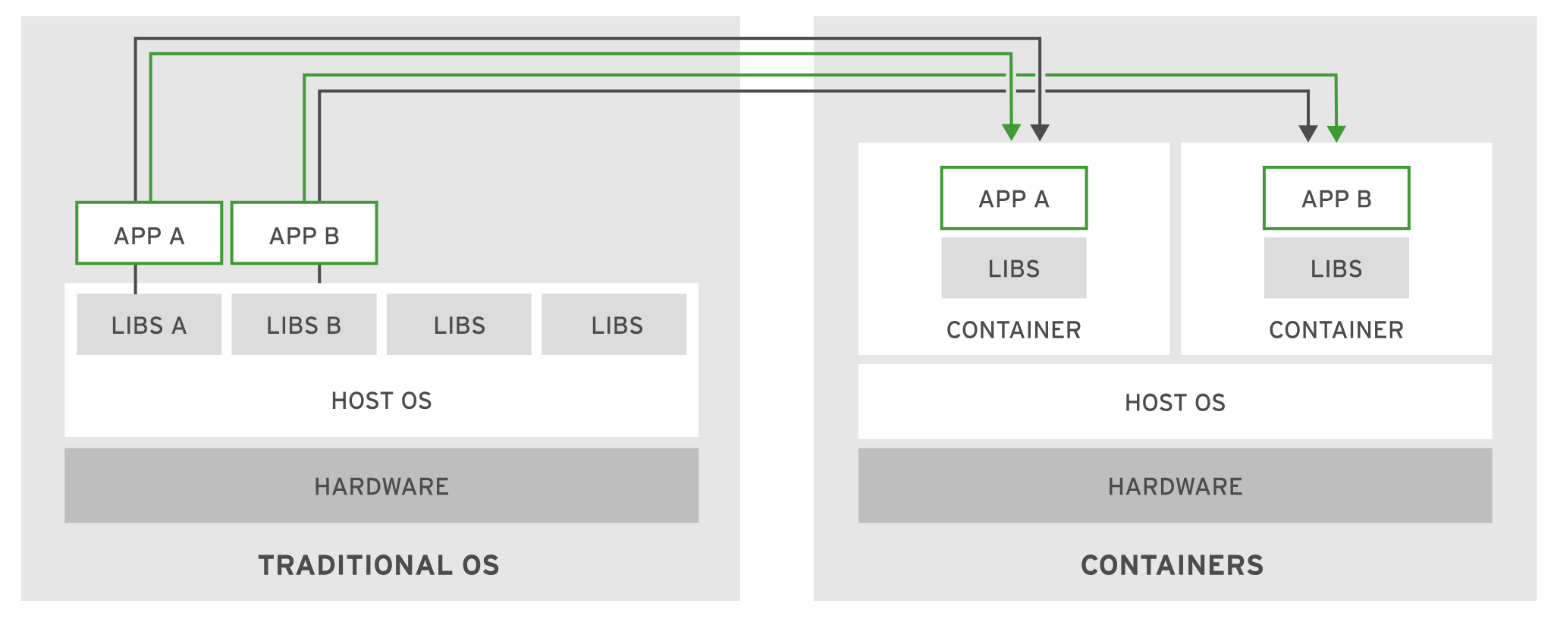 APP A
APP B
LIBS A
LIBS B
LIBS
LIBS
HOST OS
HARDWARE
TRADITIONAL OS
APP A
LIBS
CONTAINER
APP B
LIBS
CONTAINER
HOST OS
HARDWARE
CONTAINERS